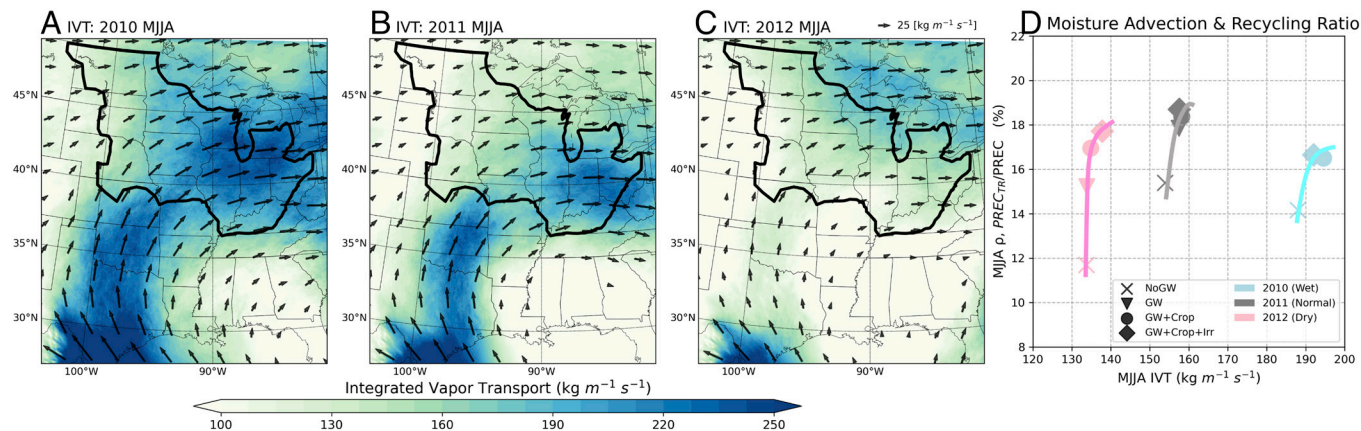 A IVT: 2010 MJJA
B IVT: 2011 MJJA
C IVT: 2012 MJJA
25 [kg m⁻¹ s⁻¹]
D Moisture Advection & Recycling Ratio
45°N
40°N
35°N
30°N
100°W
90°W
45°N
40°N
35°N
30°N
100°W
90°W
45°N
40°N
35°N
30°N
100°W
90°W
Integrated Vapor Transport (kg m⁻¹ s⁻¹)
100 130 160 190 220 250
MJJA ρ, PREC_TR/PREC (%)
22
20
18
16
14
12
10
8
NoGW
GW
GW+Crop
GW+Crop+Irr
2010 (Wet)
2011 (Normal)
2012 (Dry)
120 130 140 150 160 170 180 190 200
MJJA IVT (kg m⁻¹ s⁻¹)